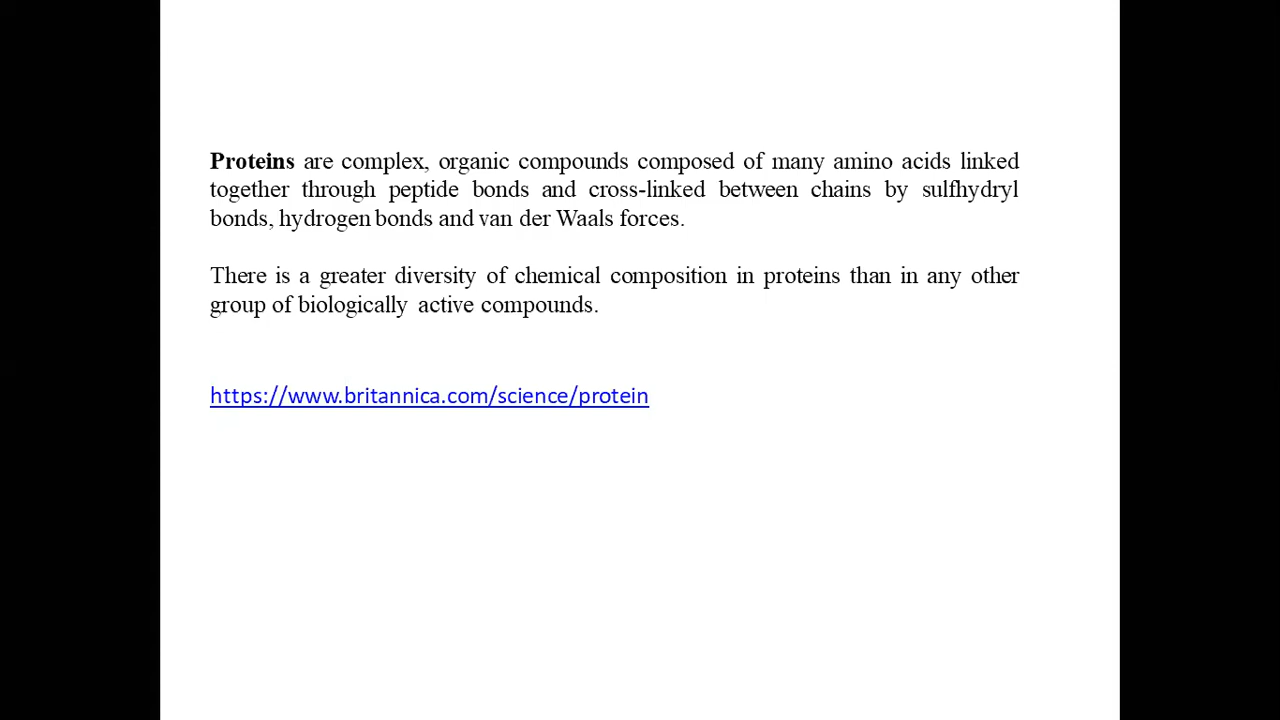 Proteins are complex, organic compounds composed of many amino acids linked
together through peptide bonds and cross-linked between chains by sulfhydryl
bonds, hydrogen bonds and van der Waals forces.
There is a greater diversity of chemical composition in proteins than in any other
group of biologically active compounds.
https://www.britannica.com/science/protein